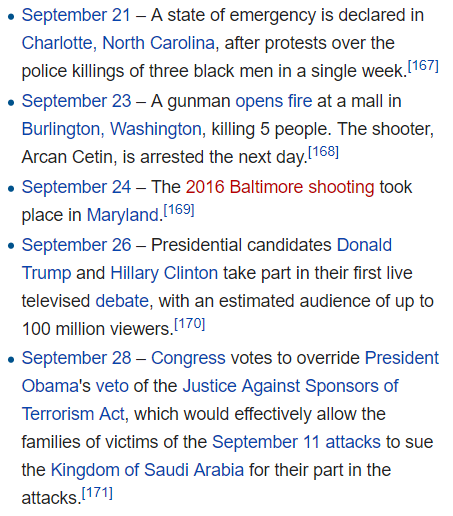 • September 21 – A state of emergency is declared in
Charlotte, North Carolina, after protests over the
police killings of three black men in a single week.[167]
• September 23 – A gunman opens fire at a mall in
Burlington, Washington, killing 5 people. The shooter,
Arcan Cetin, is arrested the next day.[168]
• September 24 – The 2016 Baltimore shooting took
place in Maryland.[169]
• September 26 – Presidential candidates Donald
Trump and Hillary Clinton take part in their first live
televised debate, with an estimated audience of up to
100 million viewers.[170]
• September 28 – Congress votes to override President
Obama's veto of the Justice Against Sponsors of
Terrorism Act, which would effectively allow the
families of victims of the September 11 attacks to sue
the Kingdom of Saudi Arabia for their part in the
attacks.[171]